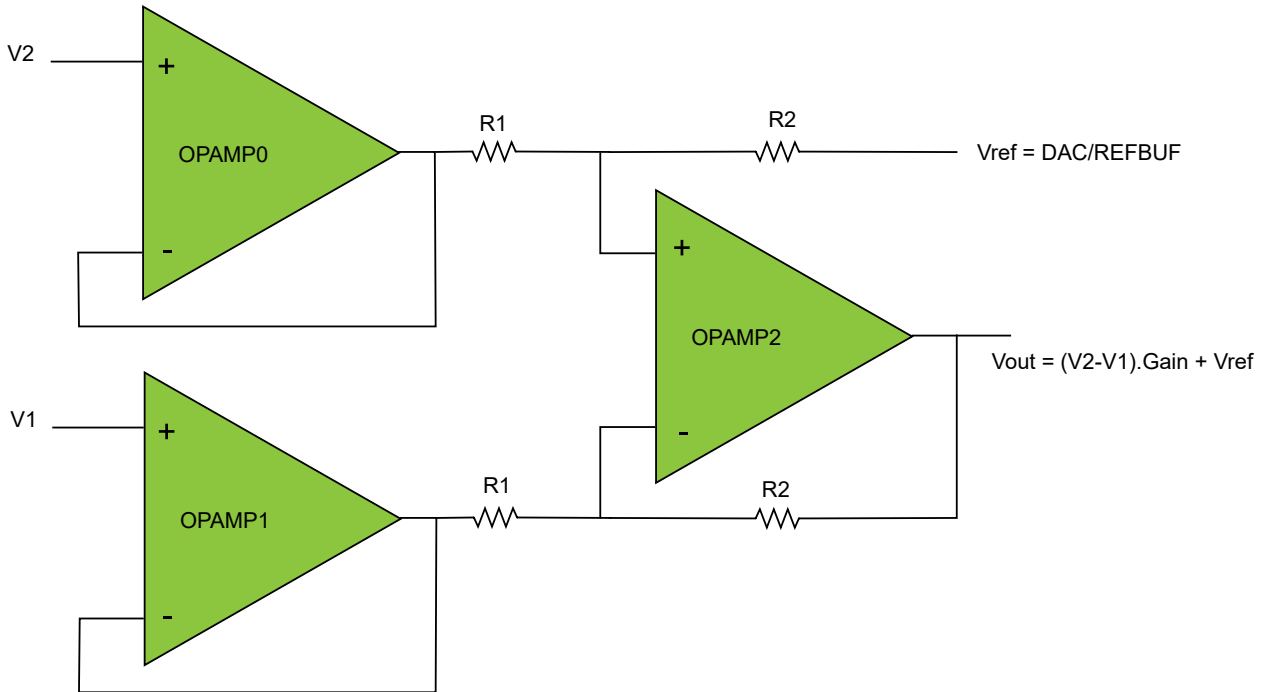 V2
+
OPAMP0
-
R1
R2
Vref = DAC/REFBUF
+
OPAMP2
-
Vout = (V2-V1).Gain + Vref
V1
+
OPAMP1
-
R1
R2